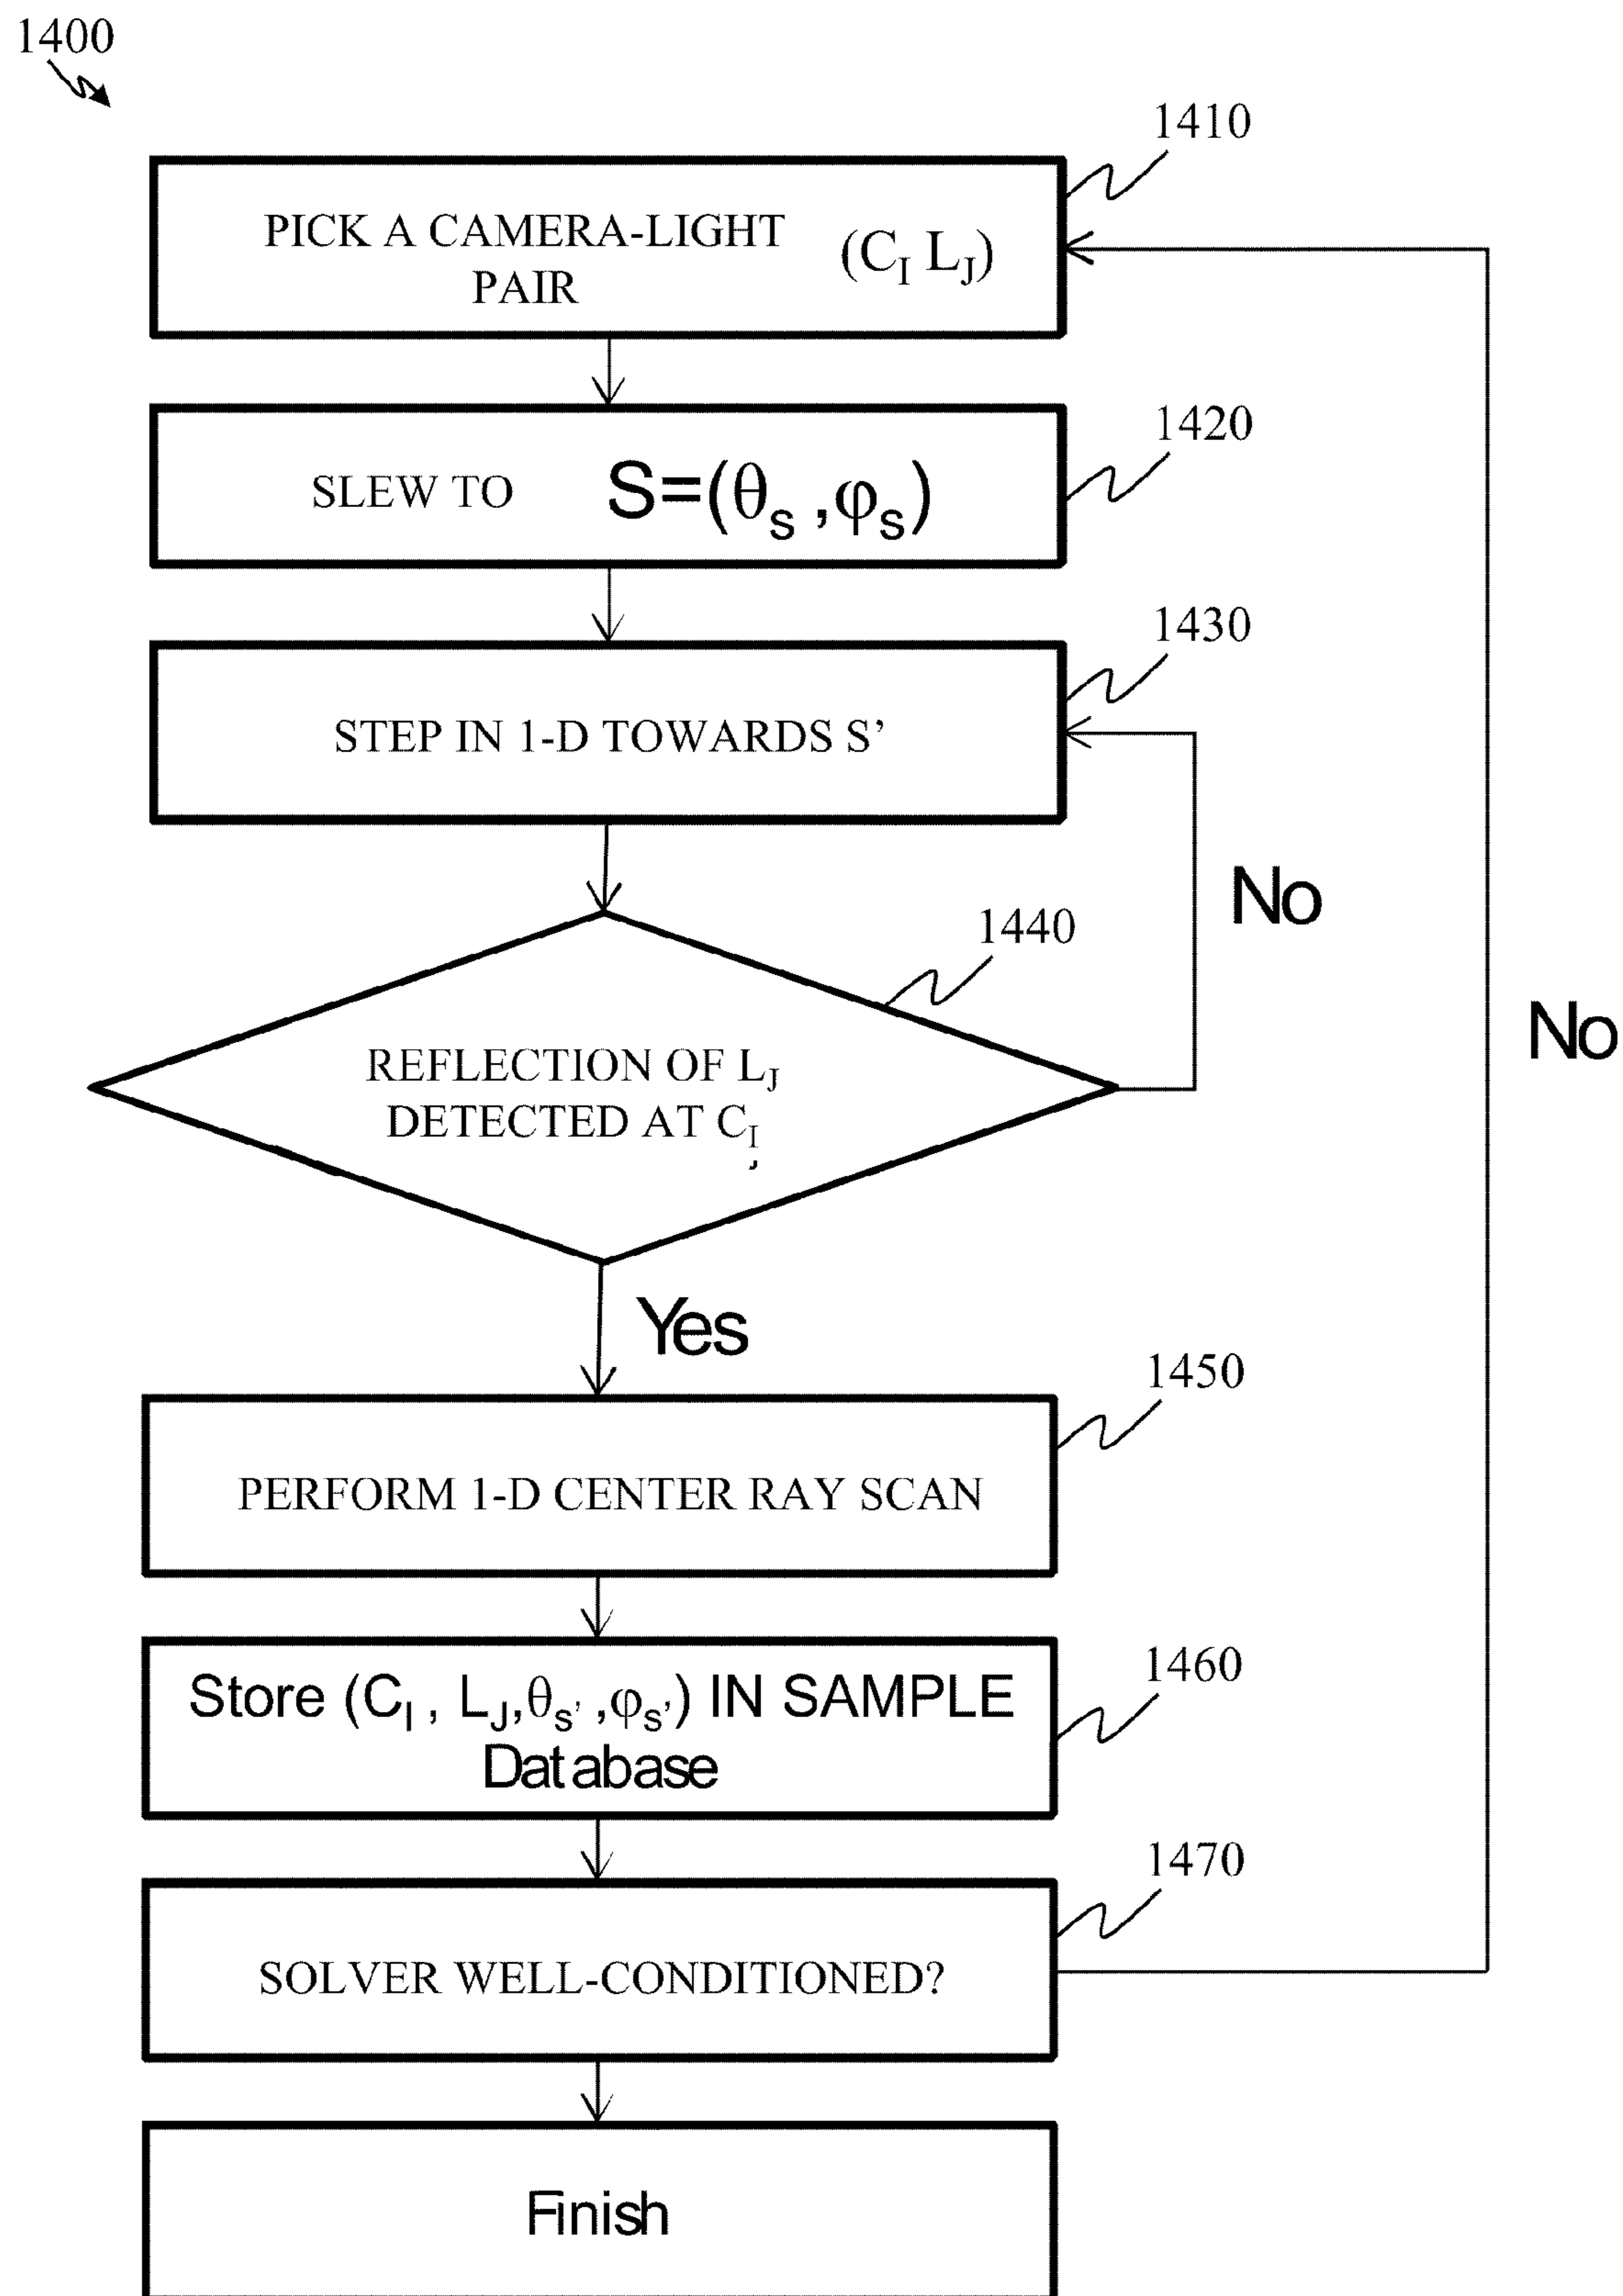 1400
1410
PICK A CAMERA-LIGHT
PAIR
(C_I L_J)
1420
SLEW TO S=(θ_s ,φ_s)
1430
STEP IN 1-D TOWARDS S’
No
1440
REFLECTION OF L_J
DETECTED AT C_I
,
No
Yes
1450
PERFORM 1-D CENTER RAY SCAN
1460
Store (C_I , L_J,θ_s’ ,φ_s’) IN SAMPLE
Database
1470
SOLVER WELL-CONDITIONED?
Finish